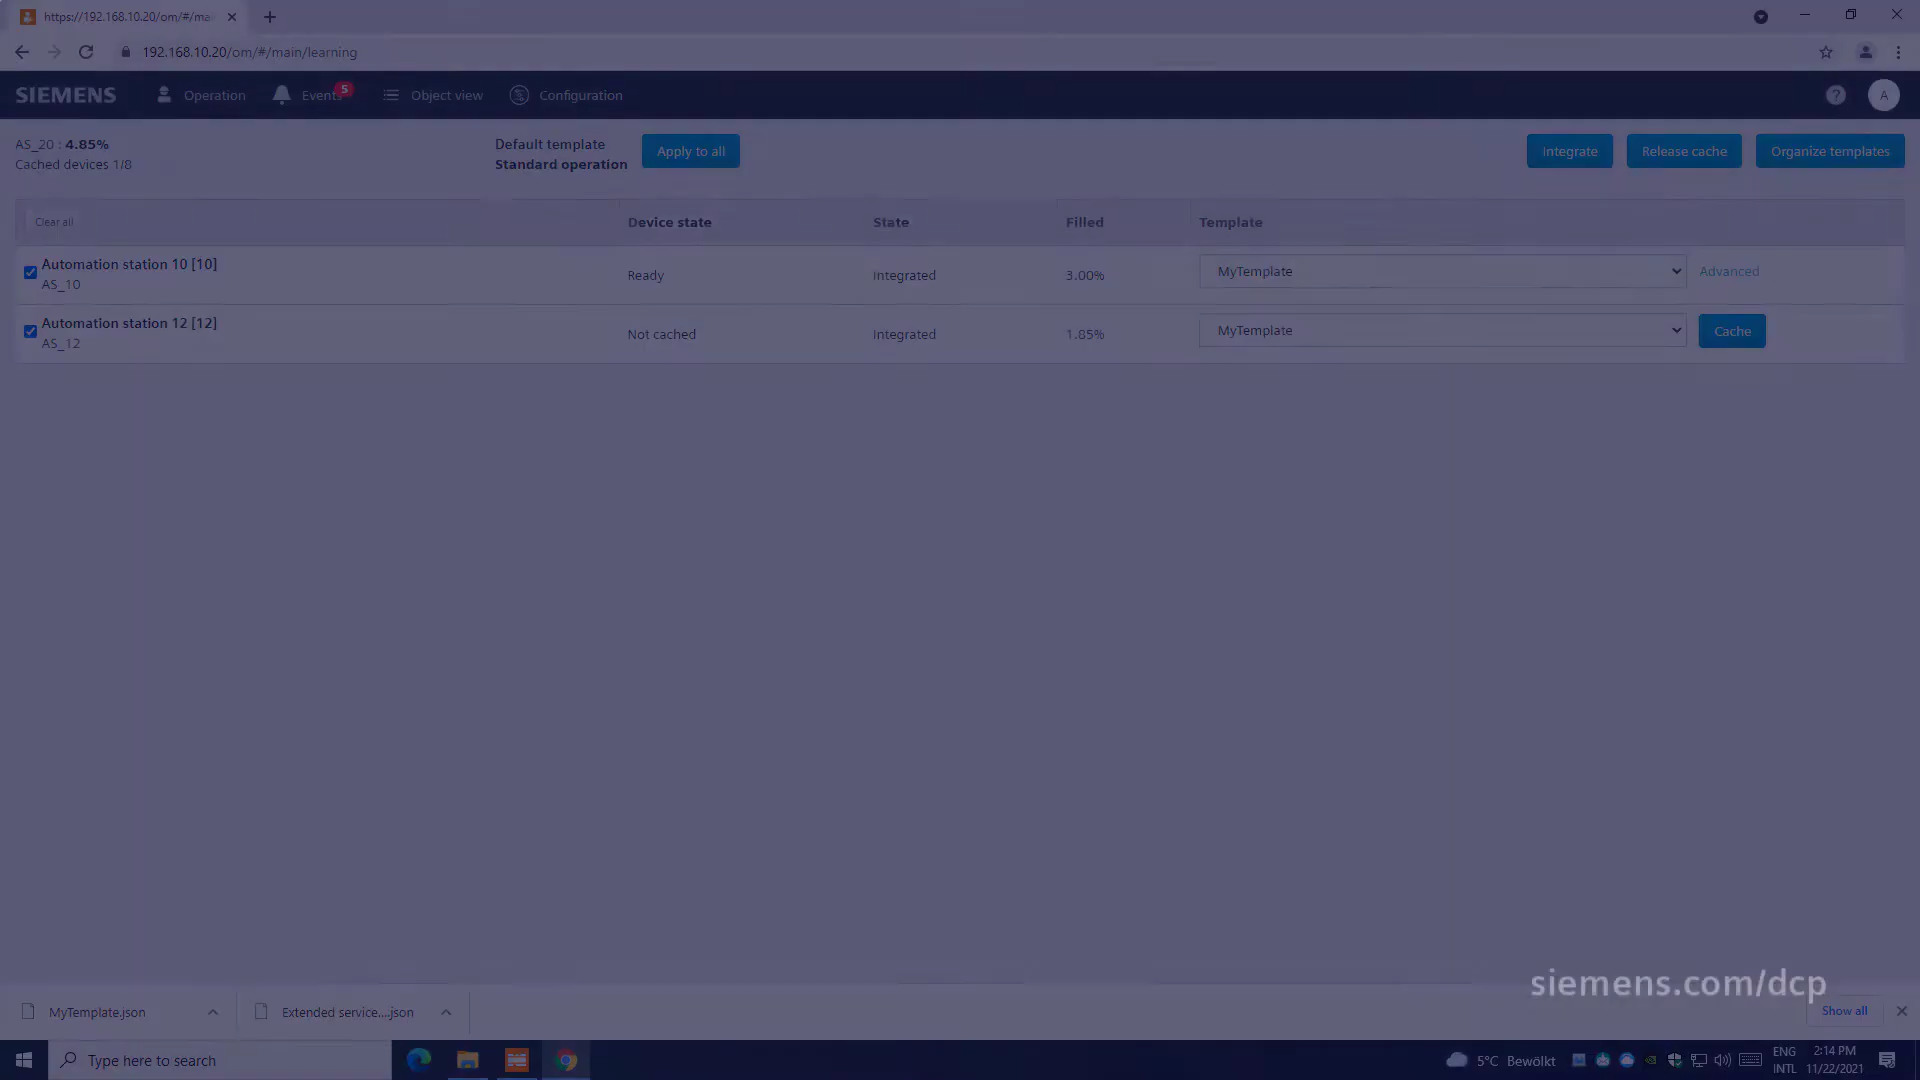 https://192.168.10.20/om/#/mai
192.168.10.20/om/#/main/learning
SIEMENS
Operation
Events
5
Object view
Configuration
?
A
AS_20 : 4.85%
Cached devices 1/8
Default template
Standard operation
Apply to all
Integrate
Release cache
Organize templates
Clear all
Device state
State
Filled
Template
Automation station 10 [10]
AS_10
Ready
Integrated
3.00%
MyTemplate
Advanced
Automation station 12 [12]
AS_12
Not cached
Integrated
1.85%
MyTemplate
Cache
siemens.com/dcp
MyTemplate.json
Extended service....json
Show all
Type here to search
5°C Bewölkt
ENG
INTL
2:14 PM
11/22/2021